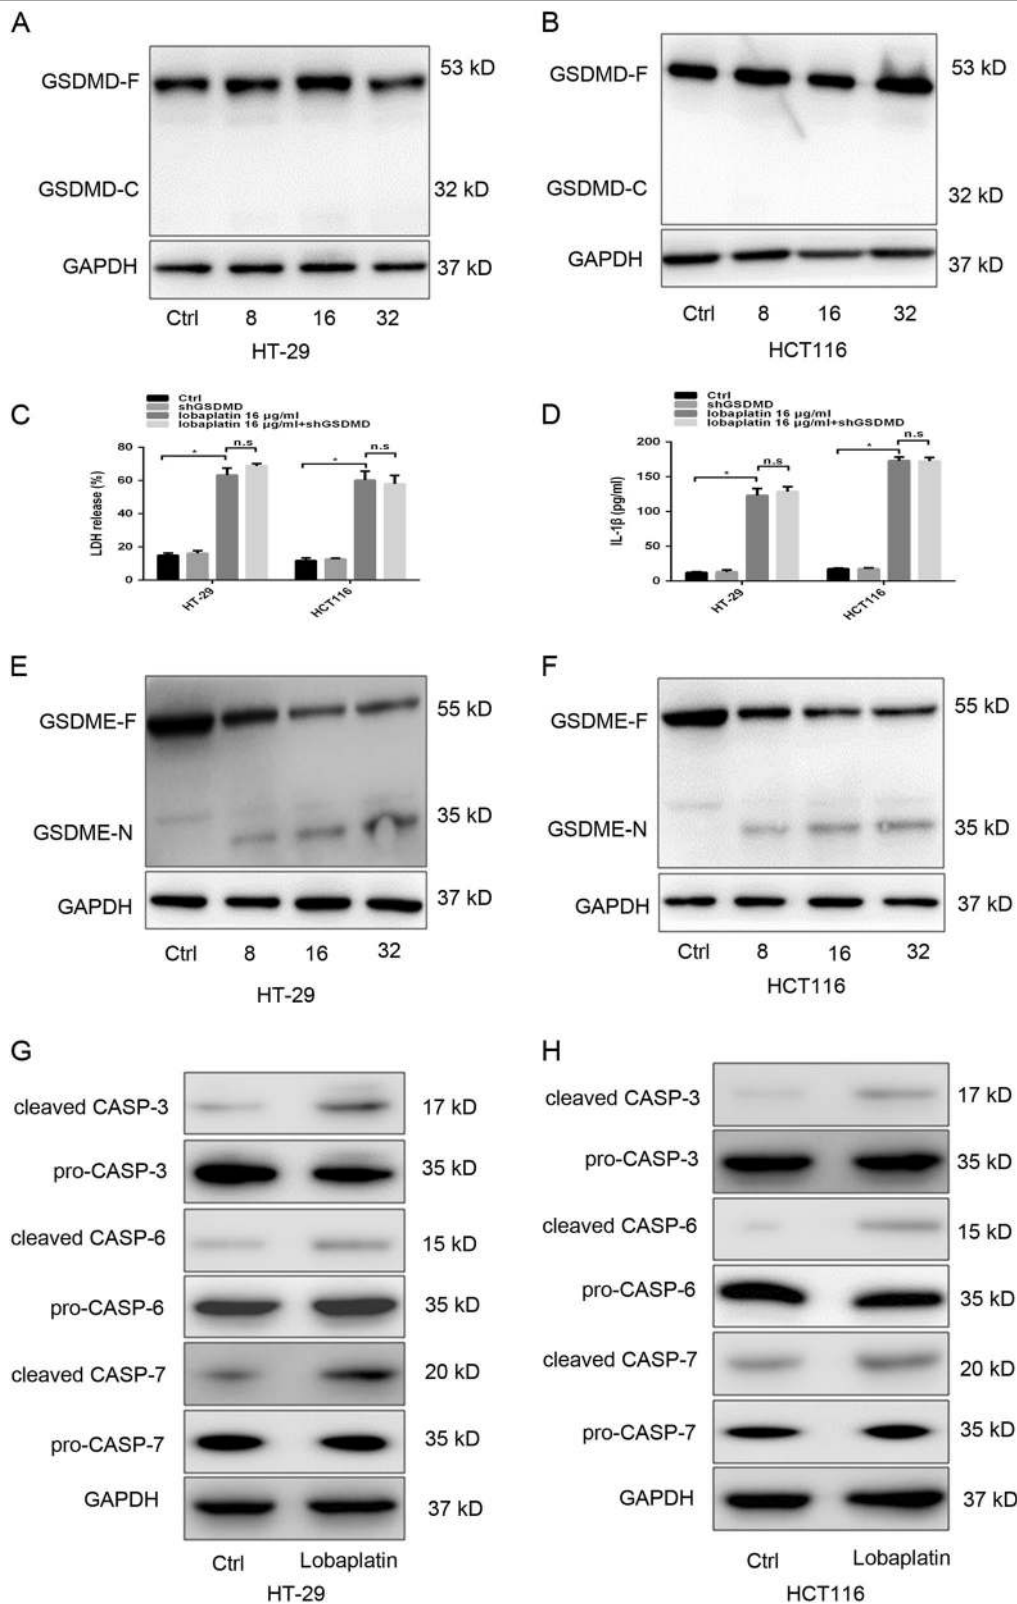 A
GSDMD-F
53 kD
GSDMD-C
32 kD
GAPDH
37 kD
Ctrl 8 16 32
HT-29
B
GSDMD-F
53 kD
GSDMD-C
32 kD
GAPDH
37 kD
Ctrl 8 16 32
HCT116
C
Ctrl
shGSDMD
lobaplatin 16 µg/ml
lobaplatin 16 µg/ml+shGSDMD
LDH release (%)
80
60
40
20
0
* n.s
* n.s
HT-29
HCT116
D
Ctrl
shGSDMD
lobaplatin 16 µg/ml
lobaplatin 16 µg/ml+shGSDMD
IL-1β (pg/ml)
200
150
100
50
0
* n.s
* n.s
HT-29
HCT116
E
GSDME-F
55 kD
35 kD
GSDME-N
GAPDH
37 kD
Ctrl 8 16 32
HT-29
F
GSDME-F
55 kD
GSDME-N
35 kD
GAPDH
37 kD
Ctrl 8 16 32
HCT116
G
cleaved CASP-3
17 kD
pro-CASP-3
35 kD
cleaved CASP-6
15 kD
pro-CASP-6
35 kD
cleaved CASP-7
20 kD
pro-CASP-7
35 kD
GAPDH
37 kD
Ctrl Lobaplatin
HT-29
H
cleaved CASP-3
17 kD
pro-CASP-3
35 kD
cleaved CASP-6
15 kD
pro-CASP-6
35 kD
cleaved CASP-7
20 kD
pro-CASP-7
35 kD
GAPDH
37 kD
Ctrl Lobaplatin
HCT116